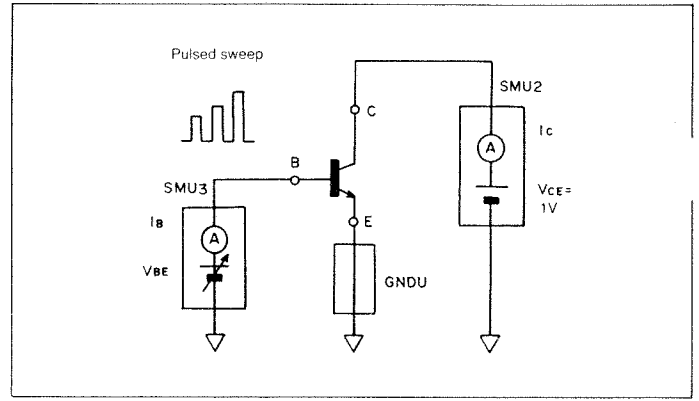 Pulsed sweep
SMU2
C
IC
A
B
SMU3
VCE=
1V
IB
E
A
VBE
GNDU